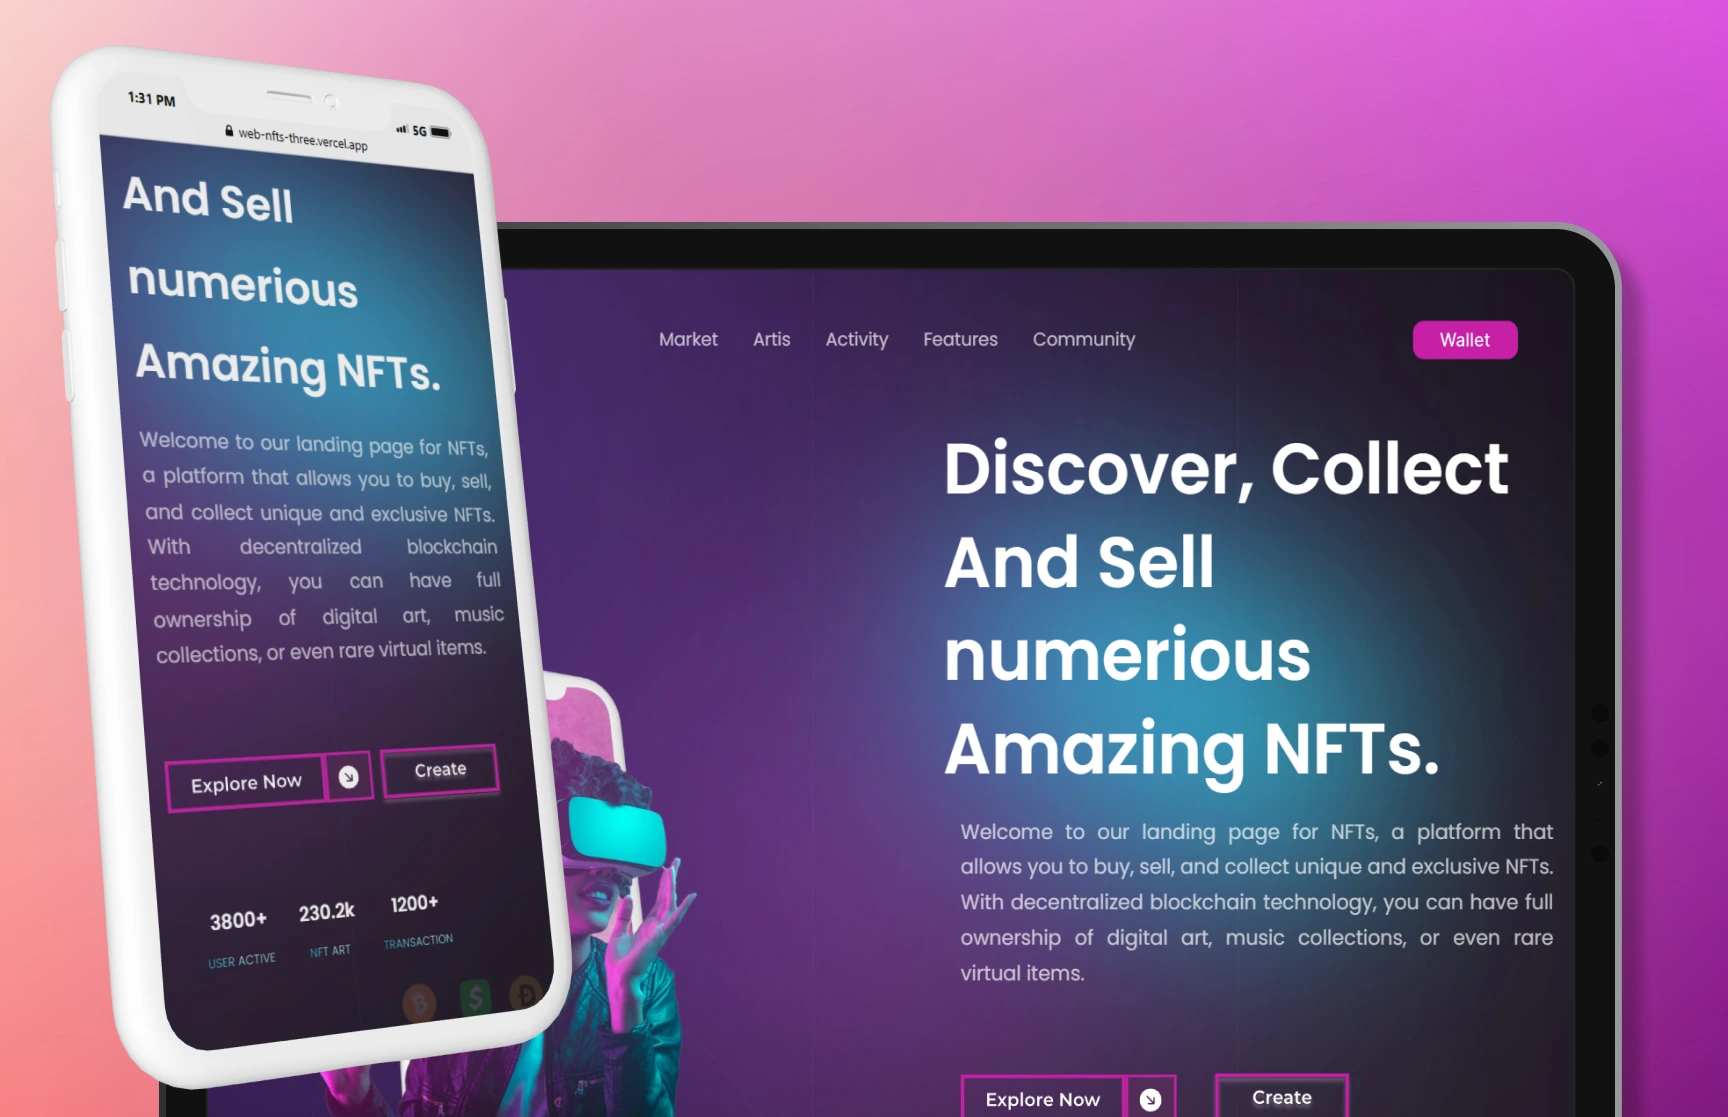 1:31 PM
5G
web-nfts-three.vercel.app
And Sell
numerious
Amazing NFTs.
Welcome to our landing page for NFTs,
a platform that allows you to buy, sell,
and collect unique and exclusive NFTs.
With decentralized blockchain
technology, you can have full
ownership of digital art, music
collections, or even rare virtual items.
Explore Now
Create
3800+
230.2k
1200+
USER ACTIVE
NFT ART
TRANSACTION
Market Artis Activity Features Community
Wallet
Discover, Collect
And Sell
numerious
Amazing NFTs.
Welcome to our landing page for NFTs, a platform that
allows you to buy, sell, and collect unique and exclusive NFTs.
With decentralized blockchain technology, you can have full
ownership of digital art, music collections, or even rare
virtual items.
Explore Now
Create